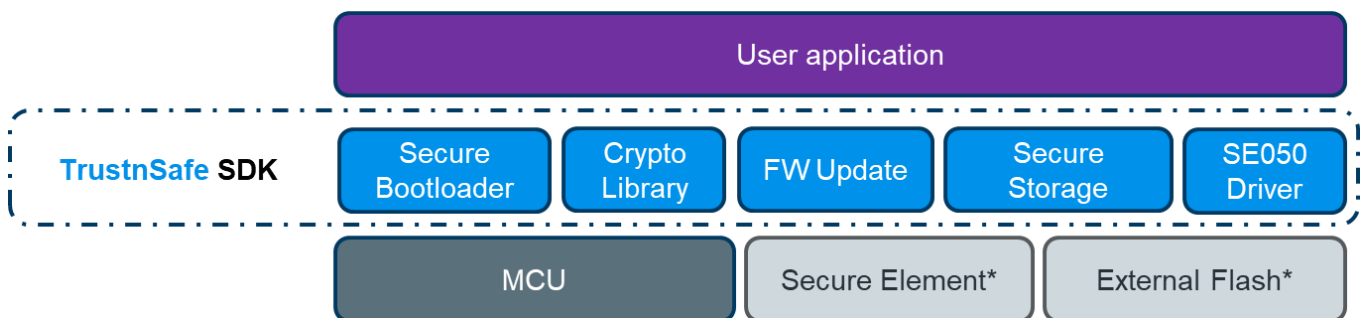 User application
TrustnSafe SDK
Secure
Bootloader
Crypto
Library
FW Update
Secure
Storage
SE050
Driver
MCU
Secure Element*
External Flash*